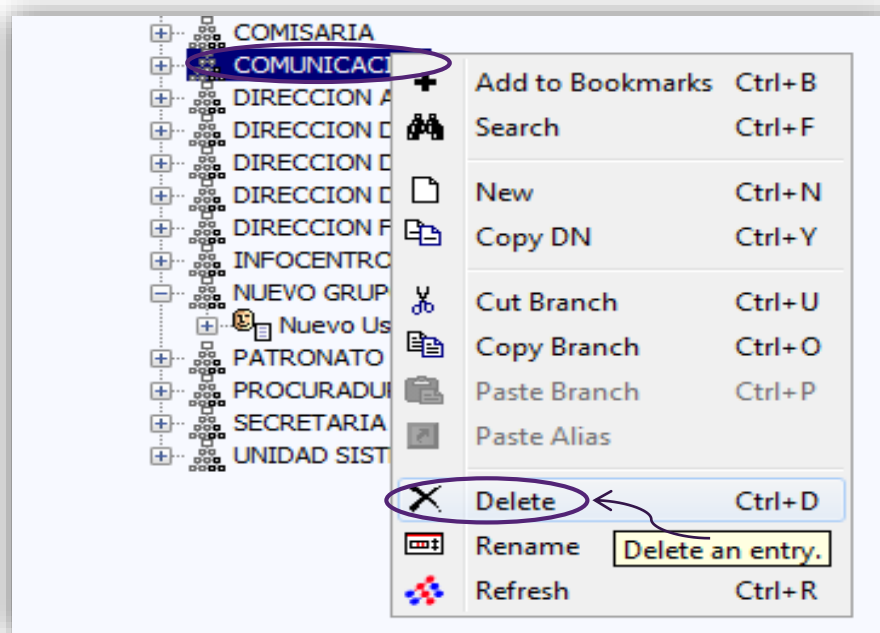 COMISARIA
COMUNICACI
DIRECCION A
DIRECCION D
DIRECCION D
DIRECCION D
DIRECCION F
INFOCENTRO
NUEVO GRUP
Nuevo Us
PATRONATO
PROCURADU
SECRETARIA
UNIDAD SIST
Add to Bookmarks Ctrl+B
Search Ctrl+F
New Ctrl+N
Copy DN Ctrl+Y
Cut Branch Ctrl+U
Copy Branch Ctrl+O
Paste Branch Ctrl+P
Paste Alias
Delete Ctrl+D
Rename
Delete an entry.
Refresh Ctrl+R